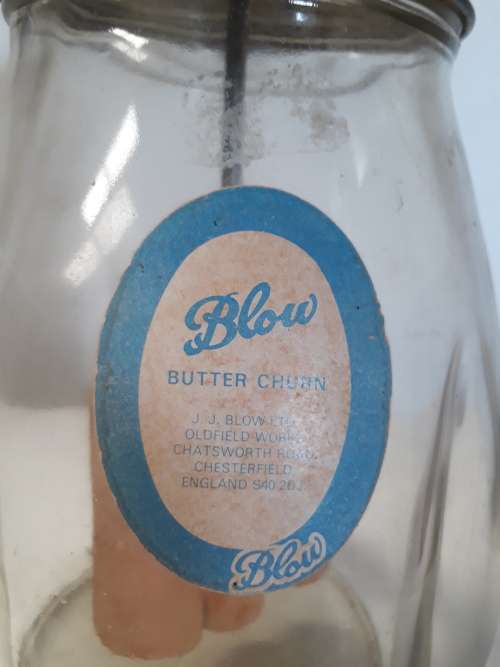 Blow
BUTTER CHURN
J. J. BLOW LTD.
OLDFIELD WORKS,
CHATSWORTH ROAD,
CHESTERFIELD,
ENGLAND S40 2DJ
Blow